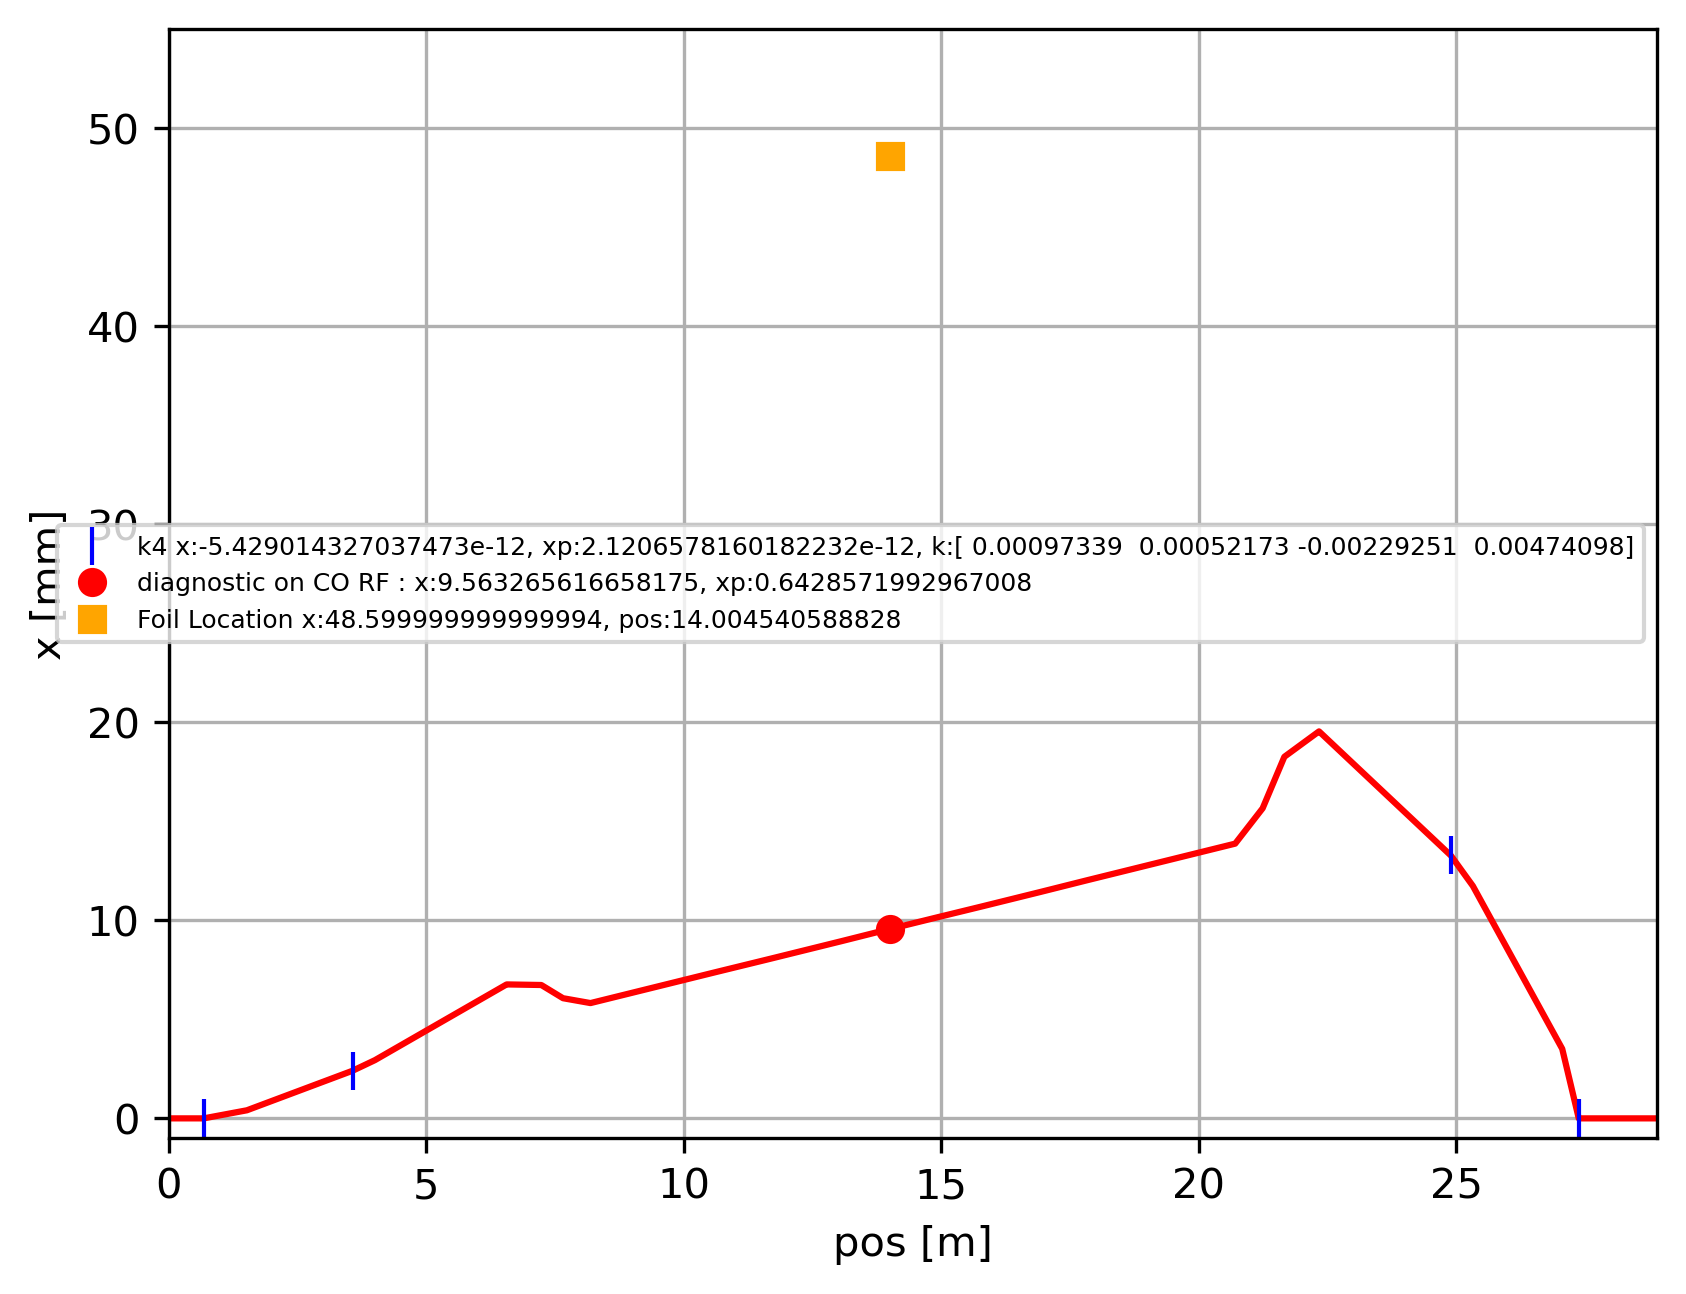 50
40
30
20
10
0
x [mm]
k4 x:-5.429014327037473e-12, xp:2.1206578160182232e-12, k:[ 0.00097339  0.00052173 -0.00229251  0.00474098]
diagnostic on CO RF : x:9.563265616658175, xp:0.6428571992967008
Foil Location x:48.599999999999994, pos:14.004540588828
0 5 10 15 20 25
pos [m]